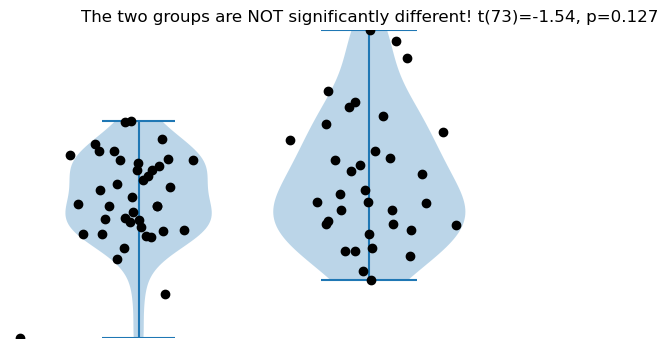 The two groups are NOT significantly different! t(73)=-1.54, p=0.127